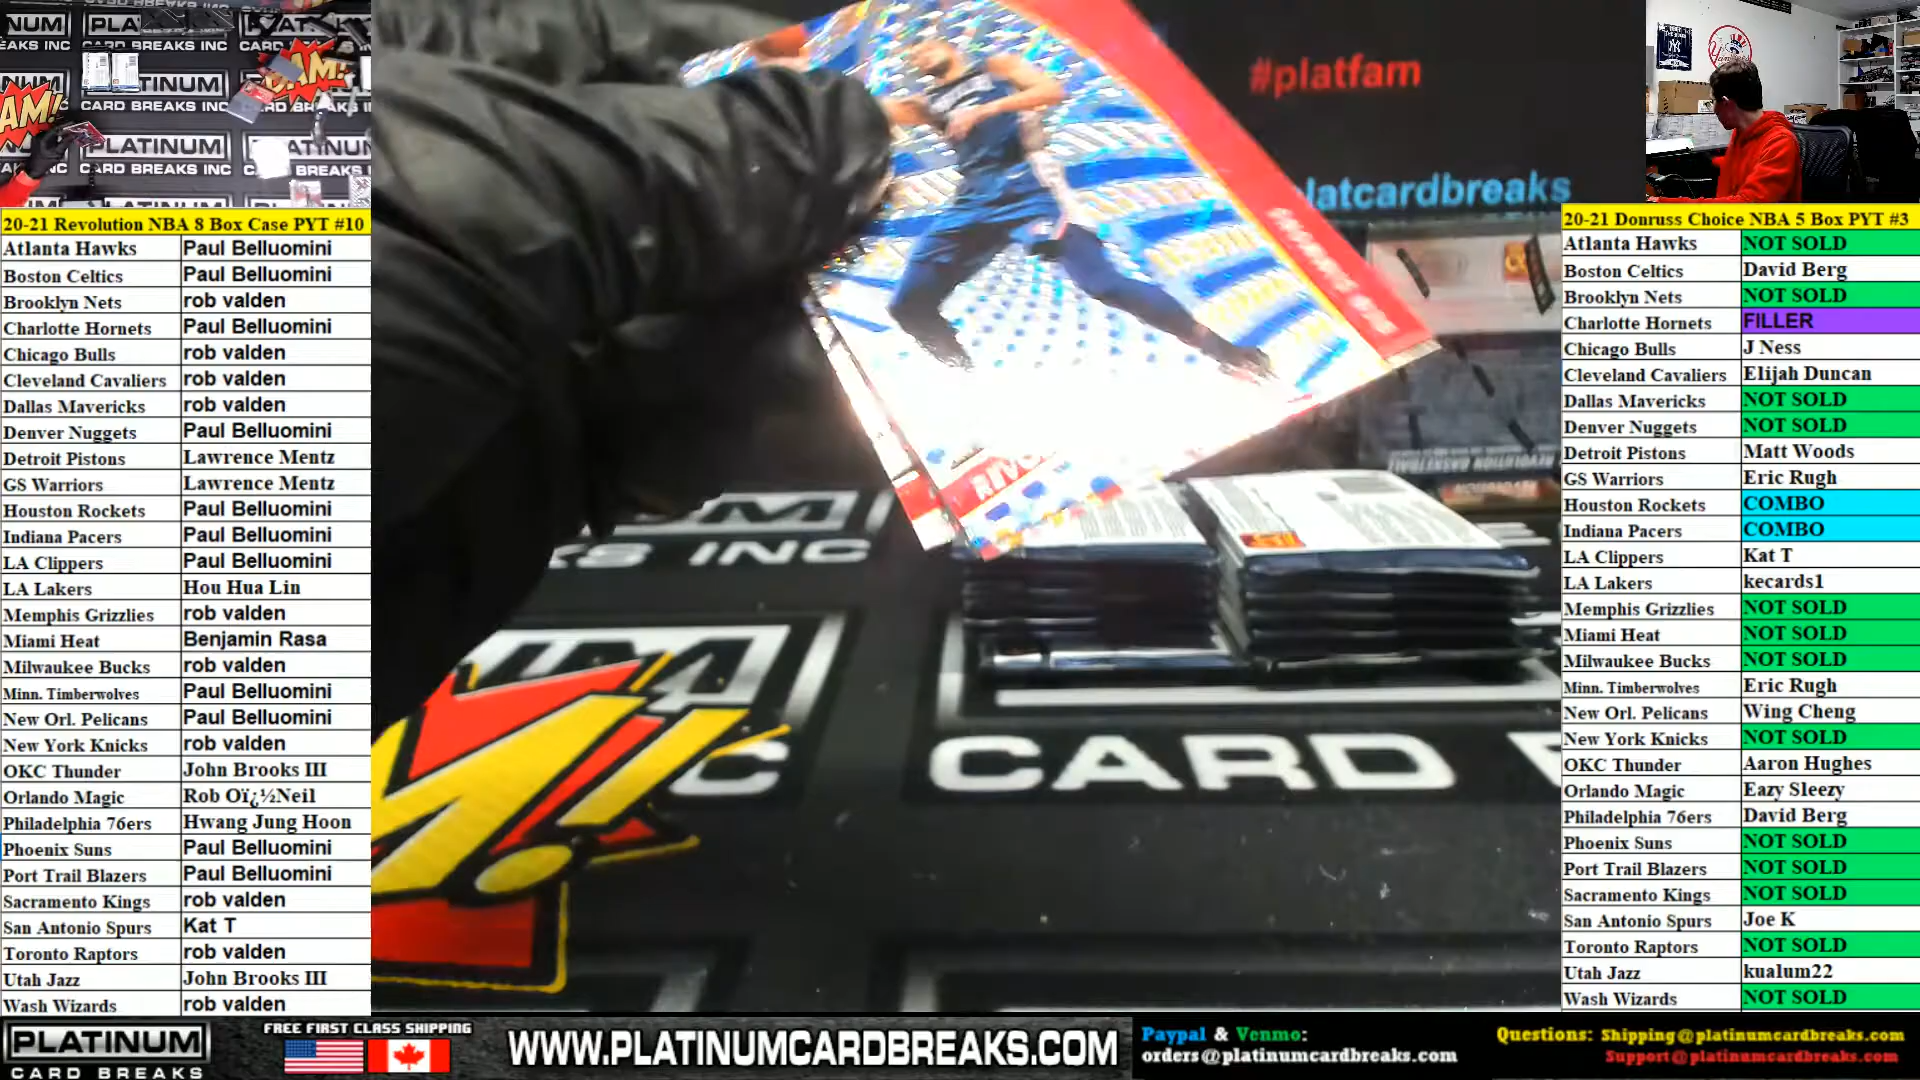 #platfam
platcardbreaks
20-21 Revolution NBA 8 Box Case PYT #10
Atlanta Hawks Paul Belluomini
Boston Celtics Paul Belluomini
Brooklyn Nets rob valden
Charlotte Hornets Paul Belluomini
Chicago Bulls rob valden
Cleveland Cavaliers rob valden
Dallas Mavericks rob valden
Denver Nuggets Paul Belluomini
Detroit Pistons Lawrence Mentz
GS Warriors Lawrence Mentz
Houston Rockets Paul Belluomini
Indiana Pacers Paul Belluomini
LA Clippers Paul Belluomini
LA Lakers Hou Hua Lin
Memphis Grizzlies rob valden
Miami Heat Benjamin Rasa
Milwaukee Bucks rob valden
Minn. Timberwolves Paul Belluomini
New Orl. Pelicans Paul Belluomini
New York Knicks rob valden
OKC Thunder John Brooks III
Orlando Magic Rob Oï¿½Neil
Philadelphia 76ers Hwang Jung Hoon
Phoenix Suns Paul Belluomini
Port Trail Blazers Paul Belluomini
Sacramento Kings rob valden
San Antonio Spurs Kat T
Toronto Raptors rob valden
Utah Jazz John Brooks III
Wash Wizards rob valden
20-21 Donruss Choice NBA 5 Box PYT #3
Atlanta Hawks NOT SOLD
Boston Celtics David Berg
Brooklyn Nets NOT SOLD
Charlotte Hornets FILLER
Chicago Bulls J Ness
Cleveland Cavaliers Elijah Duncan
Dallas Mavericks NOT SOLD
Denver Nuggets NOT SOLD
Detroit Pistons Matt Woods
GS Warriors Eric Rugh
Houston Rockets COMBO
Indiana Pacers COMBO
LA Clippers Kat T
LA Lakers kecards1
Memphis Grizzlies NOT SOLD
Miami Heat NOT SOLD
Milwaukee Bucks NOT SOLD
Minn. Timberwolves Eric Rugh
New Orl. Pelicans Wing Cheng
New York Knicks NOT SOLD
OKC Thunder Aaron Hughes
Orlando Magic Eazy Sleezy
Philadelphia 76ers David Berg
Phoenix Suns NOT SOLD
Port Trail Blazers NOT SOLD
Sacramento Kings NOT SOLD
San Antonio Spurs Joe K
Toronto Raptors NOT SOLD
Utah Jazz kualum22
Wash Wizards NOT SOLD
PLATINUM
CARD BREAKS
FREE FIRST CLASS SHIPPING
WWW.PLATINUMCARDBREAKS.COM
Paypal & Venmo:
orders@platinumcardbreaks.com
Questions: Shipping@platinumcardbreaks.com
Support@platinumcardbreaks.com
PLATINUM
CARD BREAKS INC
CARD